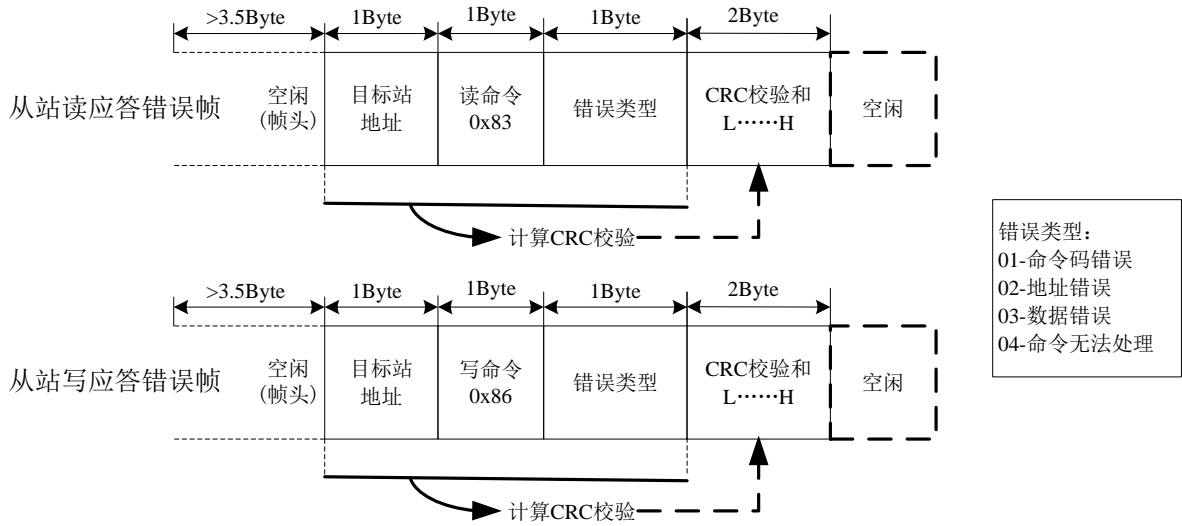 >3.5Byte
1Byte
1Byte
1Byte
2Byte
从站读应答错误帧
空闲
(帧头)
目标站
地址
读命令
0x83
错误类型
CRC校验和
L……H
空闲
计算CRC校验
>3.5Byte
1Byte
1Byte
1Byte
2Byte
从站写应答错误帧
空闲
(帧头)
目标站
地址
写命令
0x86
错误类型
CRC校验和
L……H
空闲
计算CRC校验
错误类型：
01-命令码错误
02-地址错误
03-数据错误
04-命令无法处理